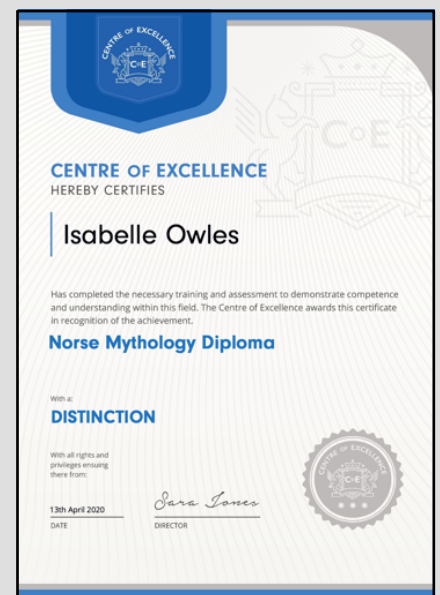 CENTRE OF EXCELLENCE
C•E
C•E
CENTRE OF EXCELLENCE
HEREBY CERTIFIES
Isabelle Owles
Has completed the necessary training and assessment to demonstrate competence
and understanding within this field. The Centre of Excellence awards this certificate
in recognition of the achievement.
Norse Mythology Diploma
With a:
DISTINCTION
With all rights and
privileges ensuing
there from:
13th April 2020
Sara Jones
DATE
DIRECTOR
CENTRE OF EXCELLENCE
C•E